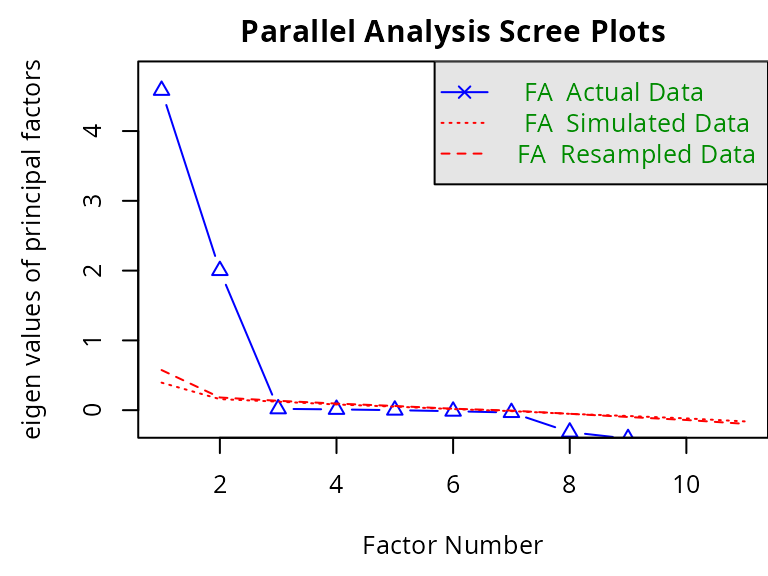 Parallel Analysis Scree Plots
FA Actual Data
FA Simulated Data
FA Resampled Data
eigen values of principal factors
4
3
2
1
0
2 4 6 8 10
Factor Number